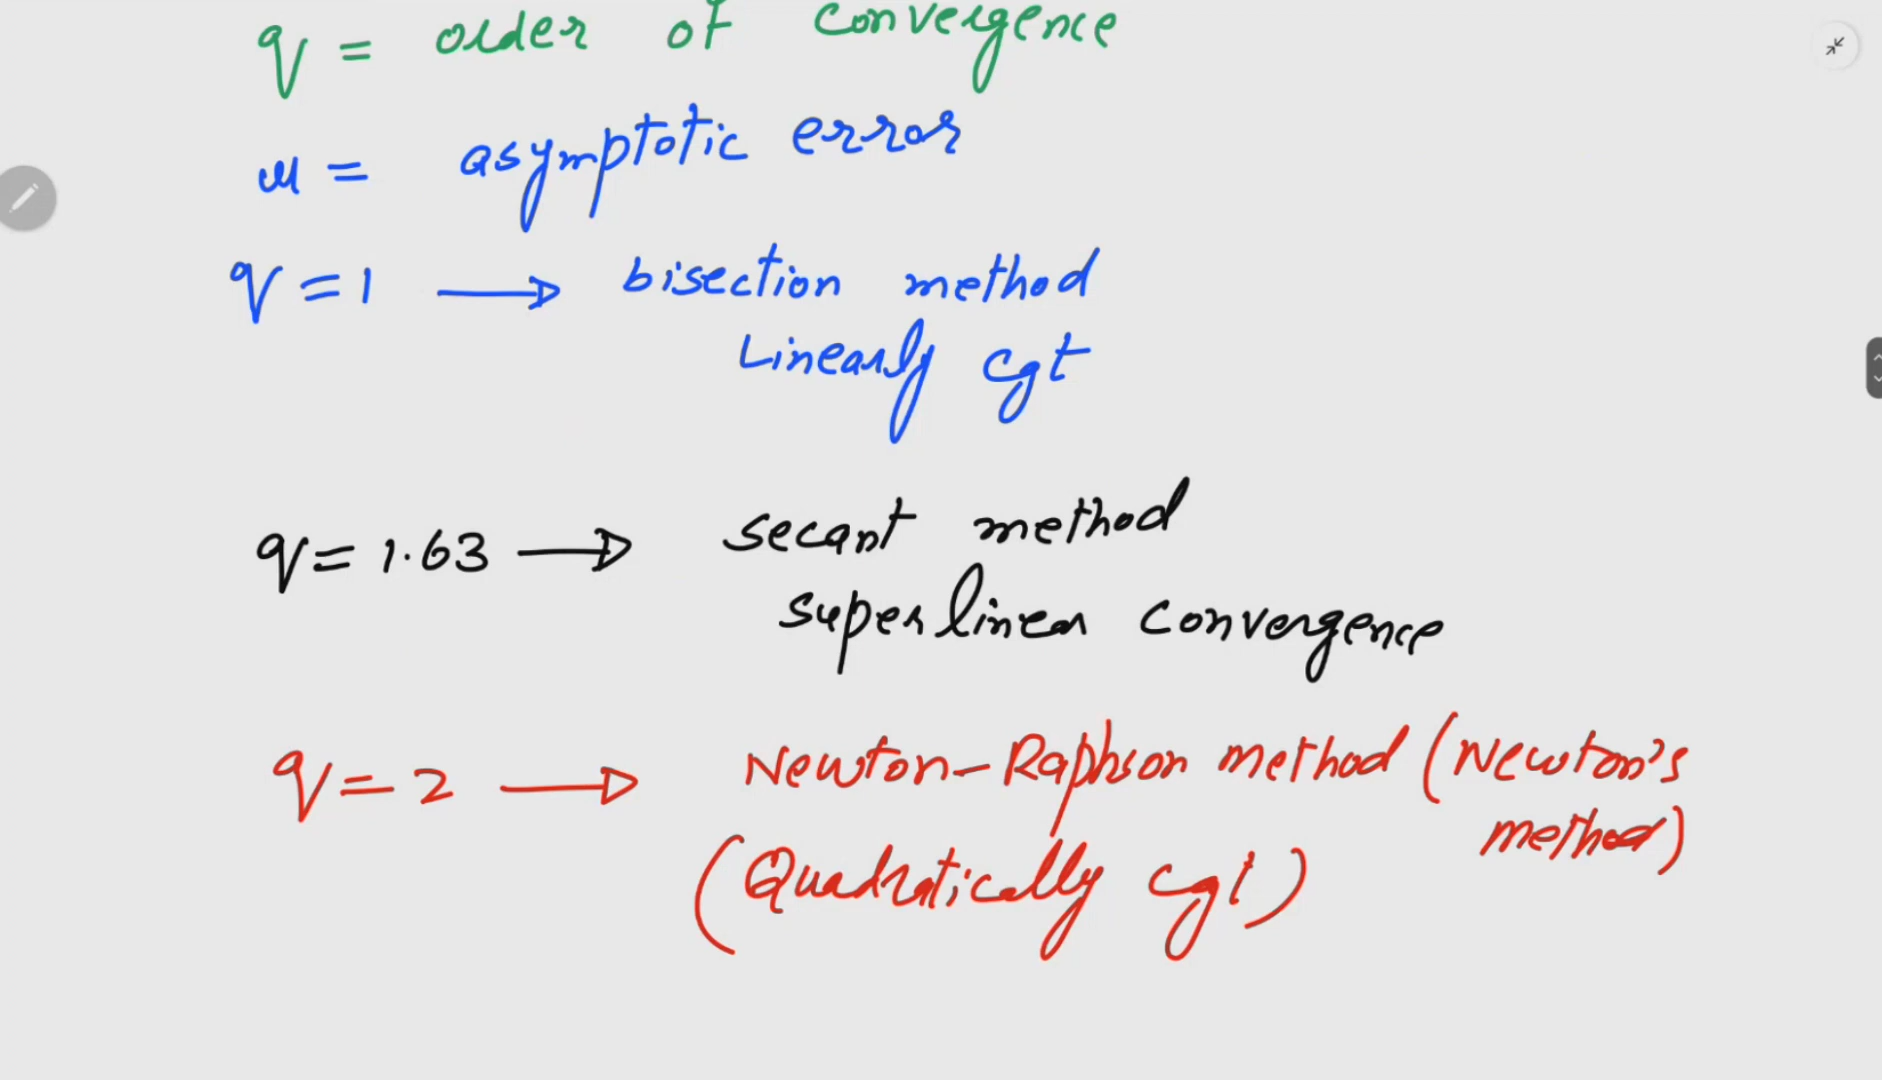 q = order of convergence
μ = asymptotic error
q = 1 → bisection method
Linearly cgt
q = 1.63 → secant method
superlinear convergence
q = 2 → Newton-Raphson method (Newton's
method)
(Quadratically cgt)